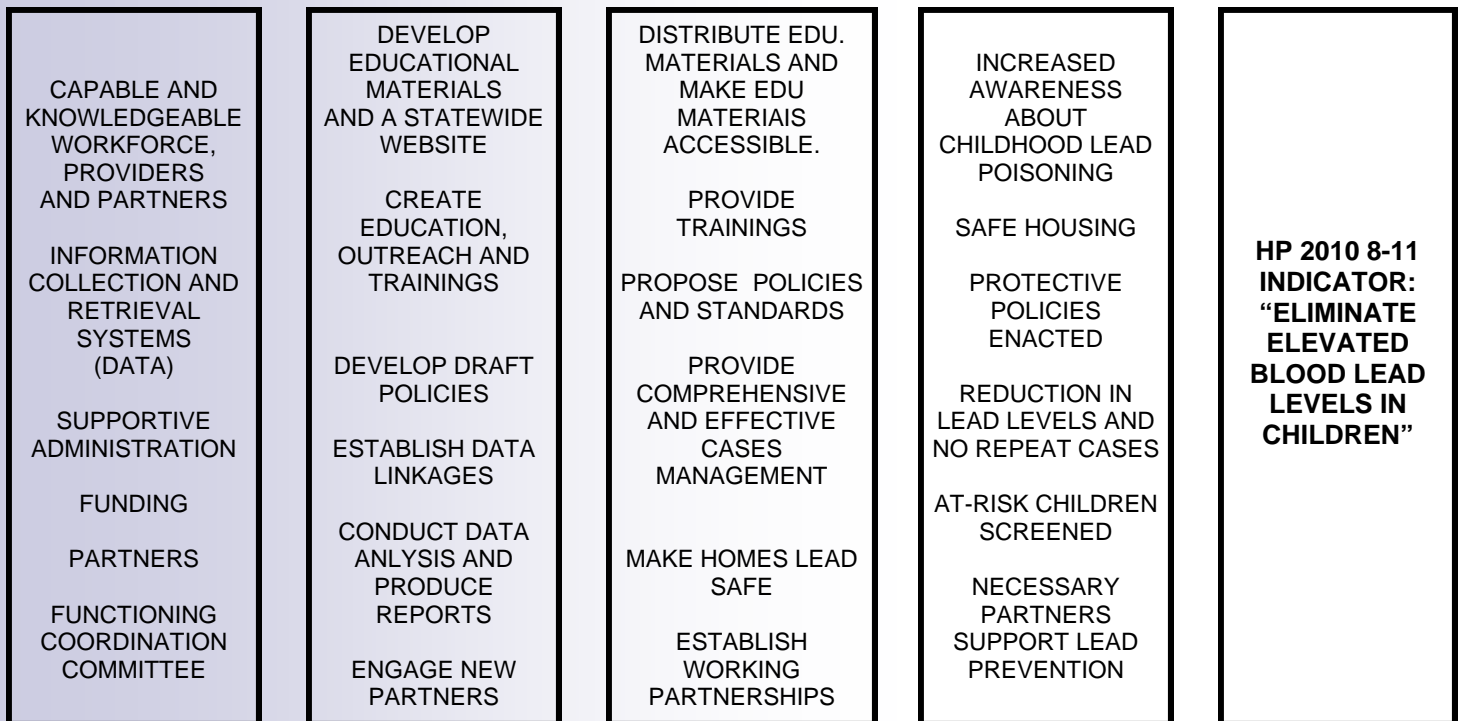 CAPABLE AND
KNOWLEDGEABLE
WORKFORCE,
PROVIDERS
AND PARTNERS
INFORMATION
COLLECTION AND
RETRIEVAL
SYSTEMS
(DATA)
SUPPORTIVE
ADMINISTRATION
FUNDING
PARTNERS
FUNCTIONING
COORDINATION
COMMITTEE
DEVELOP
EDUCATIONAL
MATERIALS
AND A STATEWIDE
WEBSITE
CREATE
EDUCATION,
OUTREACH AND
TRAININGS
DEVELOP DRAFT
POLICIES
ESTABLISH DATA
LINKAGES
CONDUCT DATA
ANLYSIS AND
PRODUCE
REPORTS
ENGAGE NEW
PARTNERS
DISTRIBUTE EDU.
MATERIALS AND
MAKE EDU
MATERIAIS
ACCESSIBLE.
PROVIDE
TRAININGS
PROPOSE POLICIES
AND STANDARDS
PROVIDE
COMPREHENSIVE
AND EFFECTIVE
CASES
MANAGEMENT
MAKE HOMES LEAD
SAFE
ESTABLISH
WORKING
PARTNERSHIPS
INCREASED
AWARENESS
ABOUT
CHILDHOOD LEAD
POISONING
SAFE HOUSING
PROTECTIVE
POLICIES
ENACTED
REDUCTION IN
LEAD LEVELS AND
NO REPEAT CASES
AT-RISK CHILDREN
SCREENED
NECESSARY
PARTNERS
SUPPORT LEAD
PREVENTION
HP 2010 8-11
INDICATOR:
“ELIMINATE
ELEVATED
BLOOD LEAD
LEVELS IN
CHILDREN”